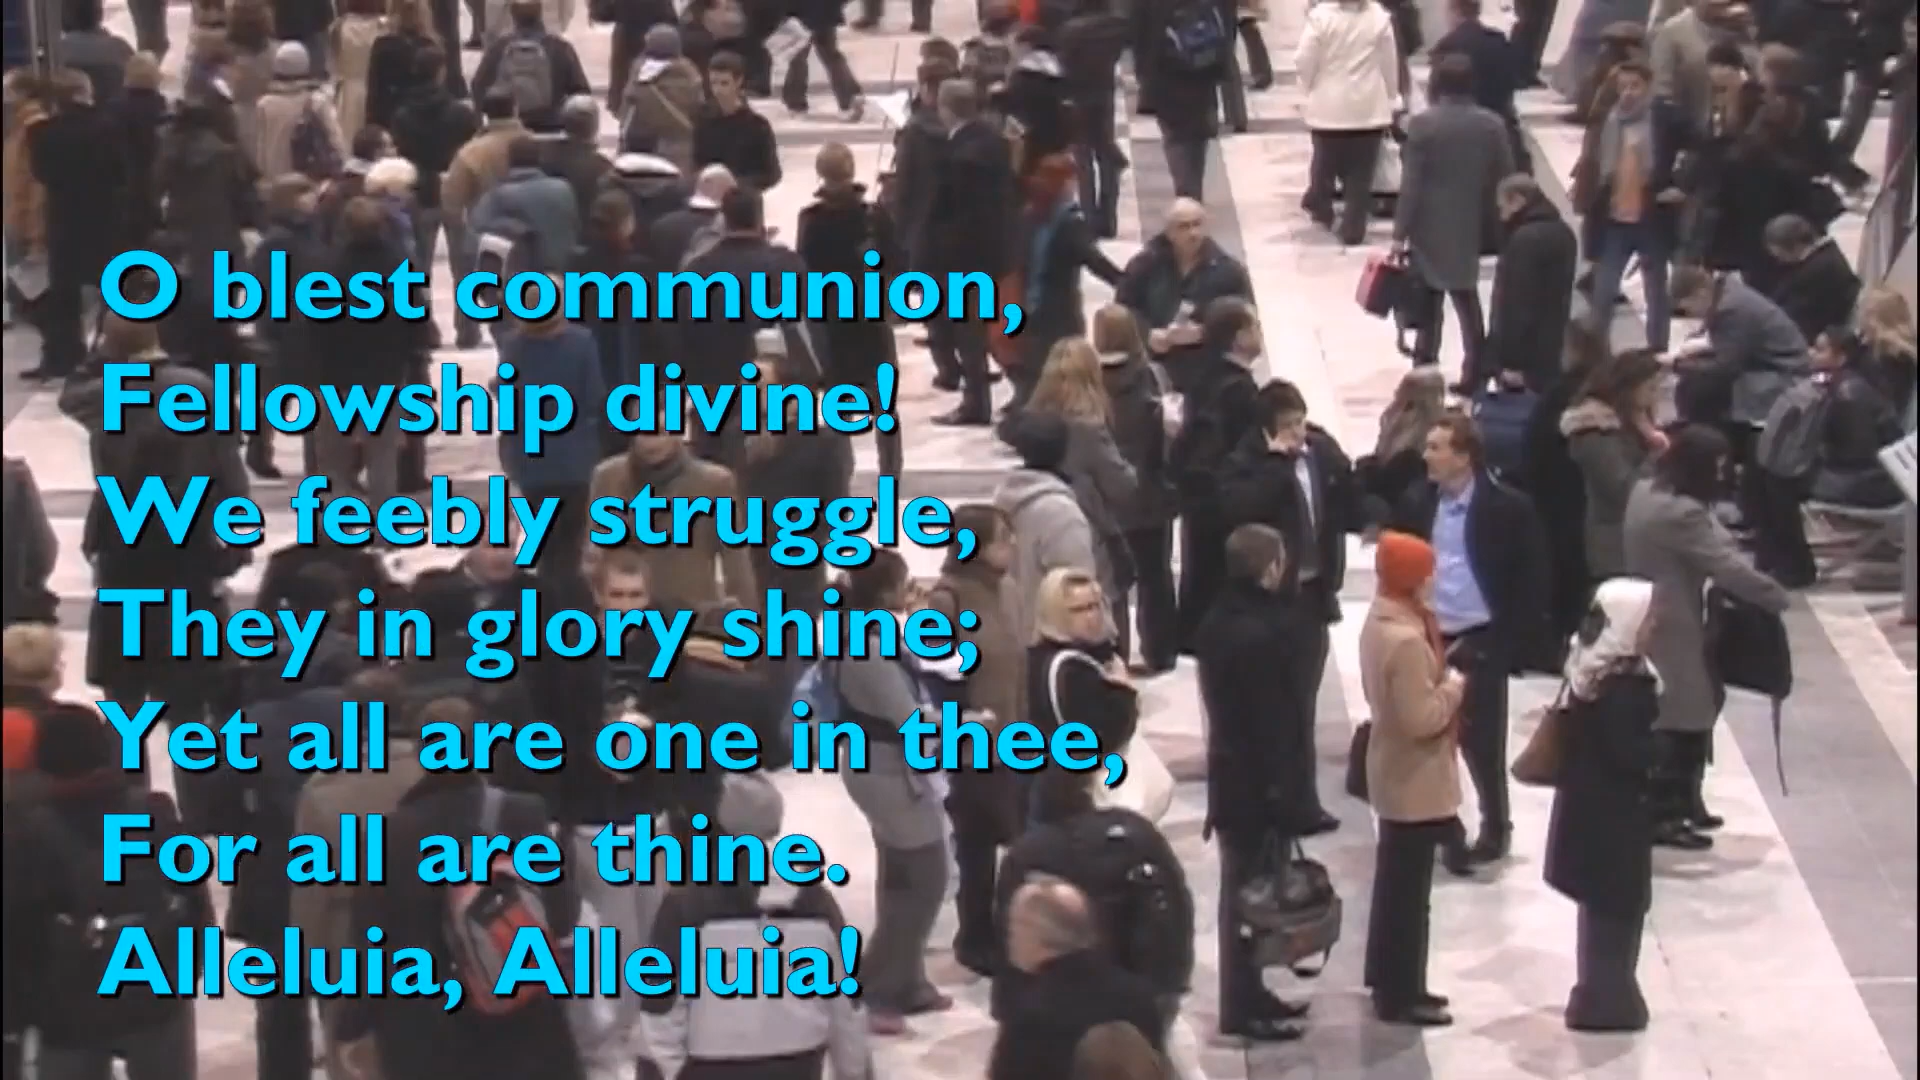 O blest communion,
Fellowship divine!
We feebly struggle,
They in glory shine;
Yet all are one in thee,
For all are thine.
Alleluia, Alleluia!